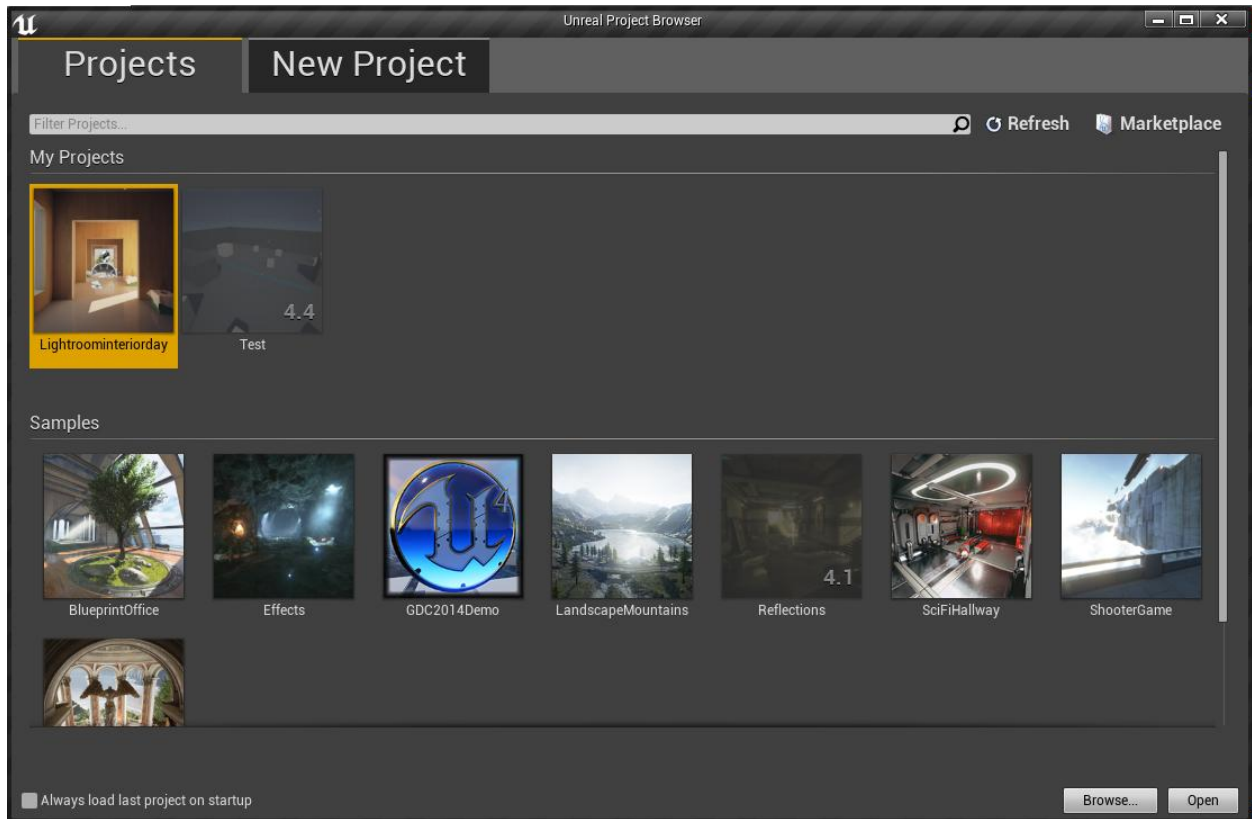 Unreal Project Browser
Projects
New Project
Filter Projects...
Refresh
Marketplace
My Projects
4.4
Lightroominteriorday
Test
Samples
4
4.1
BlueprintOffice
Effects
GDC2014Demo
LandscapeMountains
Reflections
SciFiHallway
ShooterGame
Always load last project on startup
Browse...
Open